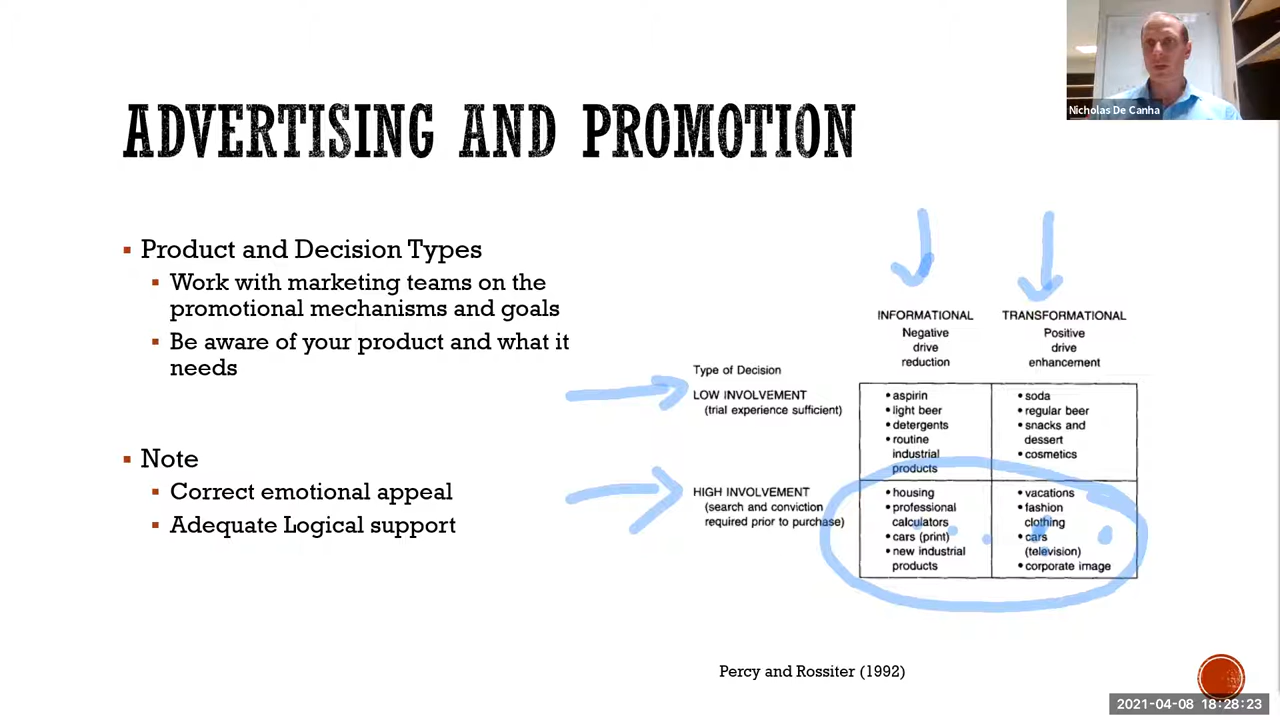 Nicholas De Canha
ADVERTISING AND PROMOTION
▪ Product and Decision Types
▪ Work with marketing teams on the
promotional mechanisms and goals
▪ Be aware of your product and what it
needs
▪ Note
▪ Correct emotional appeal
▪ Adequate Logical support
INFORMATIONAL
Negative
drive
reduction
TRANSFORMATIONAL
Positive
drive
enhancement
Type of Decision
LOW INVOLVEMENT
(trial experience sufficient)
• aspirin
• light beer
• detergents
• routine
industrial
products
• soda
• regular beer
• snacks and
dessert
• cosmetics
HIGH INVOLVEMENT
(search and conviction
required prior to purchase)
• housing
• professional
calculators
• cars (print)
• new industrial
products
• vacations
• fashion
clothing
• cars
(television)
• corporate image
Percy and Rossiter (1992)
2021-04-08 18:28:23